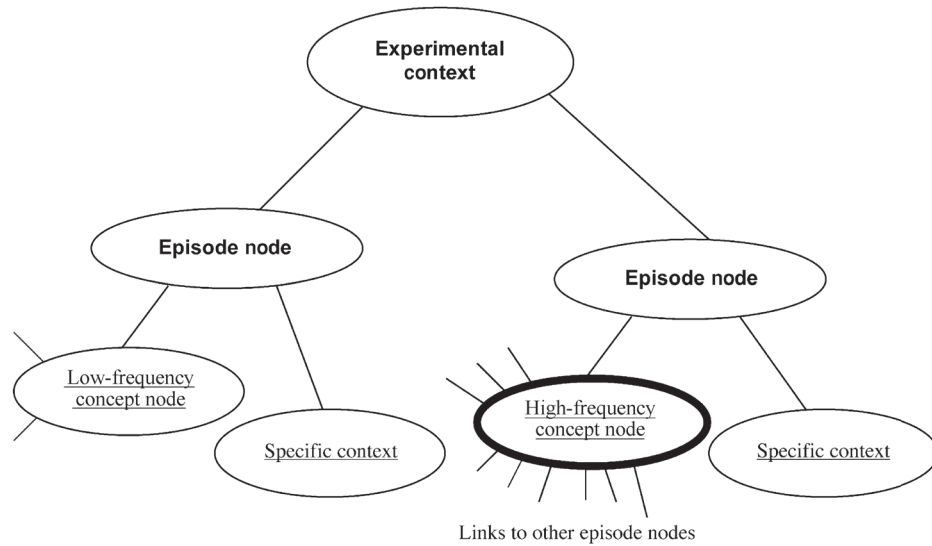 Experimental
context
Episode node
Episode node
Low-frequency
concept node
High-frequency
concept node
Specific context
Specific context
Links to other episode nodes